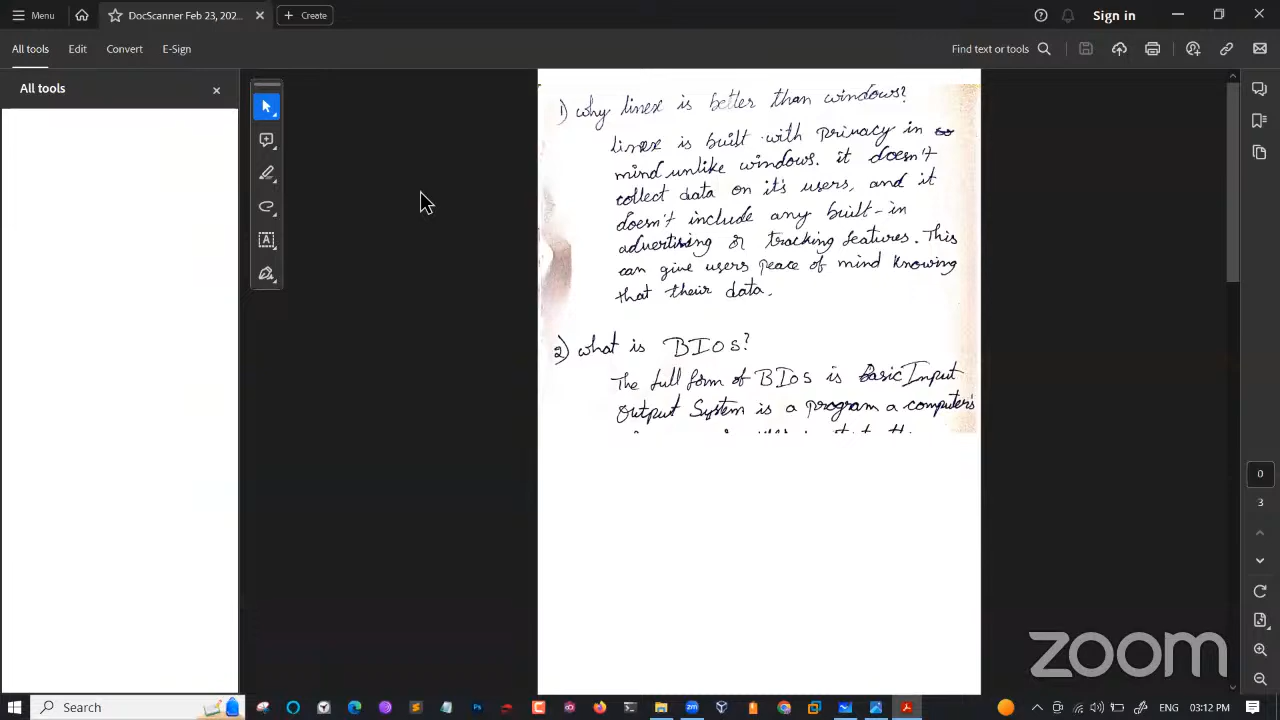 Menu
DocScanner Feb 23, 202...
Create
Sign in
All tools
Edit
Convert
E-Sign
Find text or tools
All tools
1) why linex is better than windows?
linex is built with privacy in
mind unlike windows. it doesn't
collect data on it's users, and it
doesn't include any built-in
advertising or tracking features. This
can give users peace of mind knowing
that their data.
2) what is BIOS?
The full form of BIOS is Basic Input
Output System is a program a computer's
0
3
zoom
Search
ENG
03:12 PM